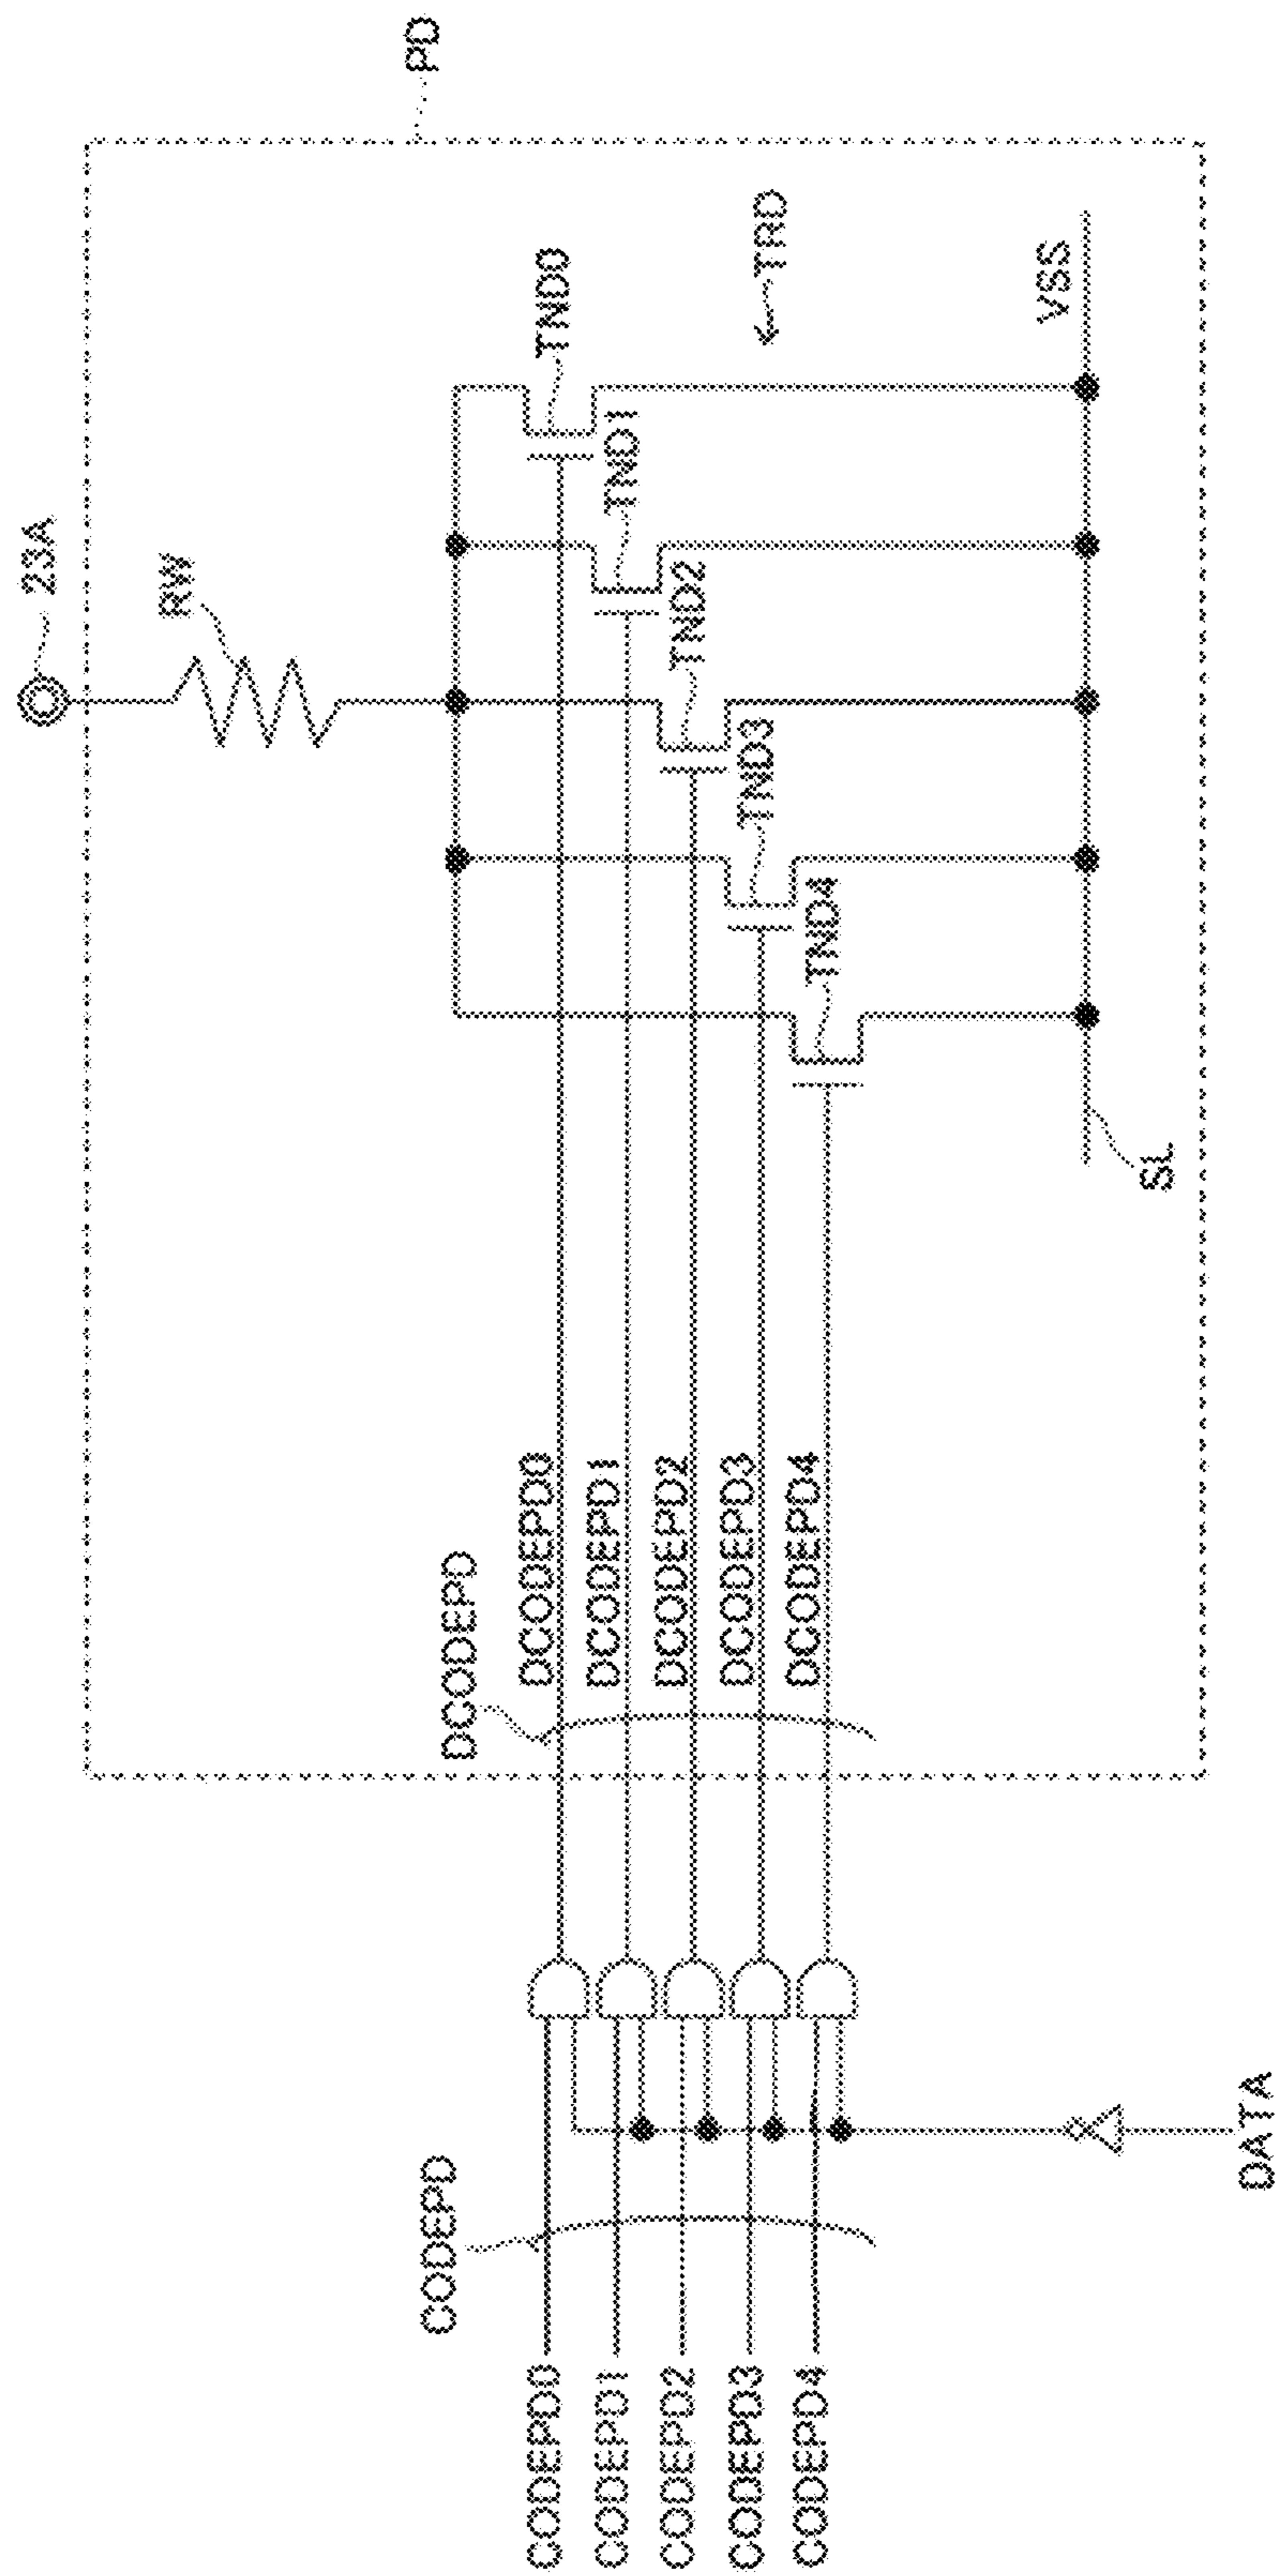 23A
PD
RW
TND0
TND1
TND2
TND3
TND4
TRD
VSS
SL
DCODEPD
DCODEPD0
DCODEPD1
DCODEPD2
DCODEPD3
DCODEPD4
CODEPD
CODEPD0
CODEPD1
CODEPD2
CODEPD3
CODEPD4
DATA